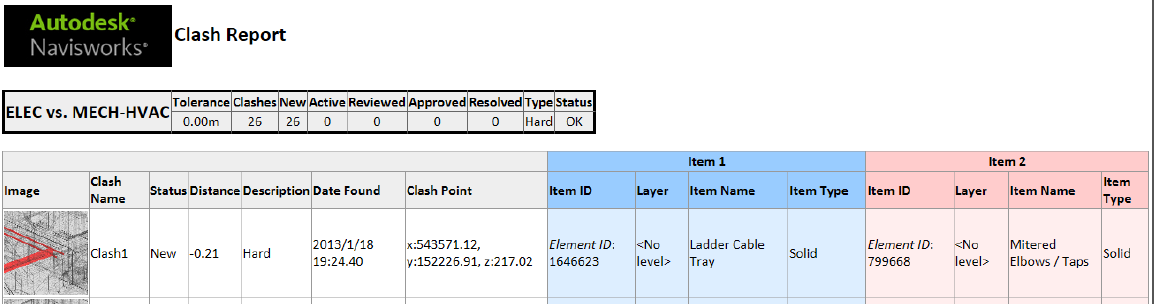 Autodesk®
Navisworks®
Clash Report
ELEC vs. MECH-HVAC Tolerance Clashes New Active Reviewed Approved Resolved Type Status
0.00m 26 26 0 0 0 0 Hard OK
Item 1 Item 2
Image Clash Name Status Distance Description Date Found Clash Point Item ID Layer Item Name Item Type Item ID Layer Item Name Item Type
Clash1 New -0.21 Hard 2013/1/18 19:24.40 x:543571.12, y:152226.91, z:217.02 Element ID: 1646623 <No level> Ladder Cable Tray Solid Element ID: 799668 <No level> Mitered Elbows / Taps Solid